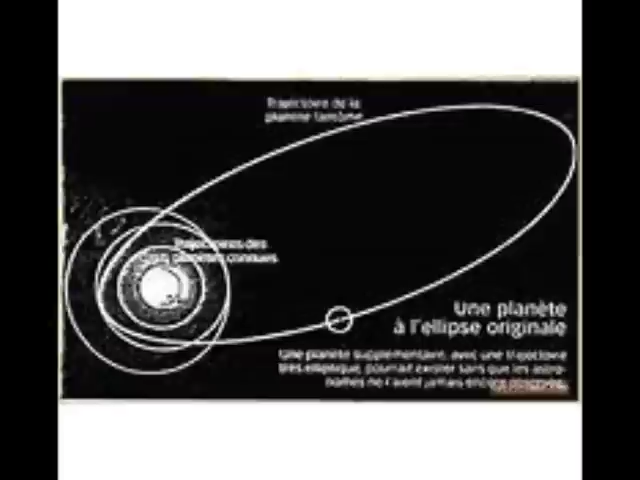 Trajectoire de la
planète fantôme
Trajectoires des
planètes connues
Une planète
à l'ellipse originale
Une planète supplémentaire, avec une trajectoire
très elliptique, pourrait exister sans que les astro-
nomes ne l'aient jamais encore